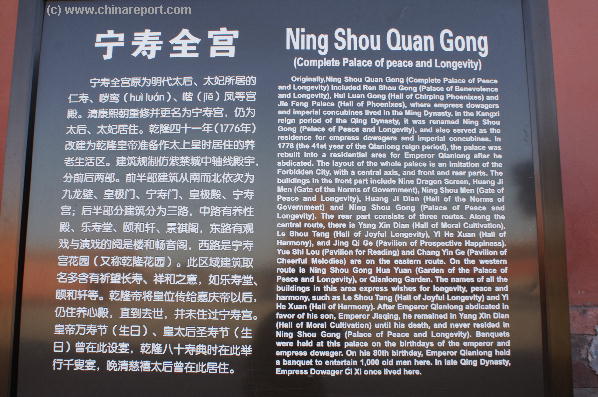 (c) www.chinareport.com
宁寿全宫
宁寿全宫原为明代太后、太妃所居的
仁寿、哕鸾（huì luán）、喈（jiē）凤等宫
殿。清康熙朝重修并更名为宁寿宫，仍为
太后、太妃居住。乾隆四十一年(1776年)
改建为乾隆皇帝准备作太上皇时居住的养
老生活区。建筑规制仿紫禁城中轴线殿宇，
分前后两部。前半部建筑从南而北依次为
九龙壁、皇极门、宁寿门、皇极殿、宁寿
宫；后半部分建筑分为三路，中路有养性
殿、乐寿堂、颐和轩、景祺阁，东路有观
戏与演戏的阅是楼和畅音阁，西路是宁寿
宫花园（又称乾隆花园）。此区域建筑取
名多含有祈望长寿、祥和之意，如乐寿堂、
颐和轩等。乾隆帝将皇位传给嘉庆帝以后，
仍住养心殿，直到去世，并未住过宁寿宫。
皇帝万寿节（生日）、皇太后圣寿节（生
日）曾在此设宴，乾隆八十寿典时在此举
行千叟宴，晚清慈禧太后曾在此居住。
Ning Shou Quan Gong
(Complete Palace of peace and Longevity)
Originally,Ning Shou Quan Gong (Complete Palace of Peace
and Longevity) included Ren Shou Gong (Palace of Benevolence
and Longevity), Hui Luan Gong (Hall of Chirping Phoenixes) and
Jie Feng Palace (Hall of Phoenixes), where empress dowagers
and imperial concubines lived in the Ming Dynasty. In the Kangxi
reign period of the Qing Dynasty, it was renamed Ning Shou
Gong (Palace of Peace and Longevity), and also served as the
residence for empress dowagers and imperial concubines. In
1778 (the 41st year of the Qianlong reign period), the palace was
rebuilt into a residential area for Emperor Qianlong after he
abdicated. The layout of the whole palace is an imitation of the
Forbidden City, with a central axis, and front and rear parts. The
buildings in the front part include Nine Dragon Screen, Huang Ji
Men (Gate of the Norms of Government), Ning Shou Men (Gate of
Peace and Longevity), Huang Ji Dian (Hall of the Norms of
Government) and Ning Shou Gong (Palace of Peace and
Longevity). The rear part consists of three routes. Along the
central route, there is Yang Xin Dian (Hall of Moral Cultivation),
Le Shou Tang (Hall of Joyful Longevity), Yi He Xuan (Hall of
Harmony), and Jing Qi Ge (Pavilion of Prospective Happiness).
Yue Shi Lou (Pavilion for Reading) and Chang Yin Ge (Pavilion of
Cheerful Melodies) are on the eastern route. On the western
route is Ning Shou Gong Hua Yuan (Garden of the Palace of
Peace and Longevity), or Qianlong Garden. The names of all the
buildings in this area express wishes for longevity, peace and
harmony, such as Le Shou Tang (Hall of Joyful Longevity) and Yi
He Xuan (Hall of Harmony). After Emperor Qianlong abdicated in
favor of his son, Emperor Jiaqing, he remained in Yang Xin Dian
(Hall of Moral Cultivation) until his death, and never resided in
Ning Shou Gong (Palace of Peace and Longevity). Banquets
were held at this palace on the birthdays of the emperor and
empress dowager. On his 80th birthday, Emperor Qianlong held
a banquet to entertain 1,000 old men here. In late Qing Dynasty,
Empress Dowager Ci Xi once lived here.